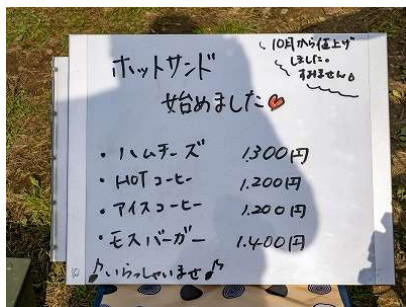 ホットサンド
始めました♥
10月から値上げ
しました。
すみません。
・ハムチーズ 1.300円
・HOTコーヒー 1.200円
・アイスコーヒー 1.200円
・モスバーガー 1.400円
♪いらっしゃいませ♪